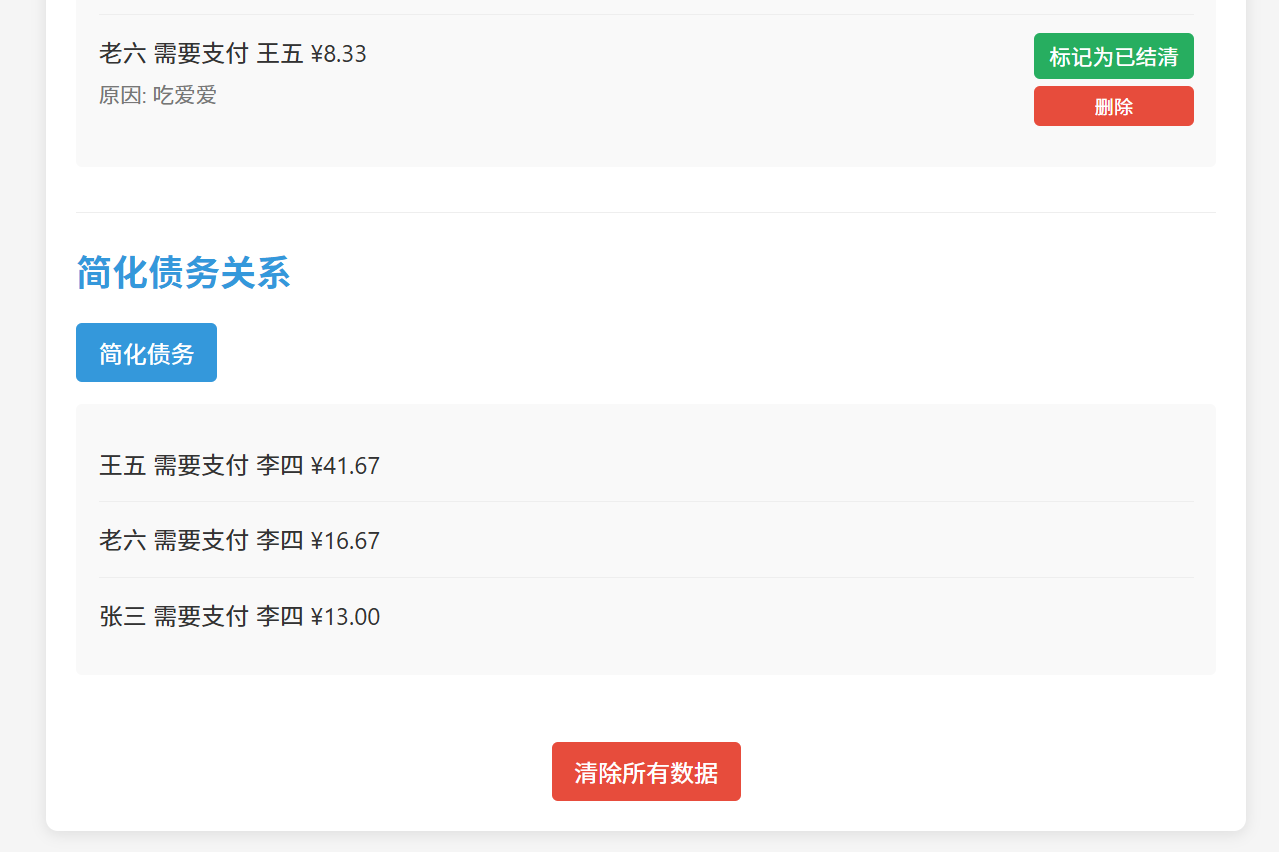 老六 需要支付 王五 ¥8.33
标记为已结清
原因: 吃爱爱
删除
简化债务关系
简化债务
王五 需要支付 李四 ¥41.67
老六 需要支付 李四 ¥16.67
张三 需要支付 李四 ¥13.00
清除所有数据